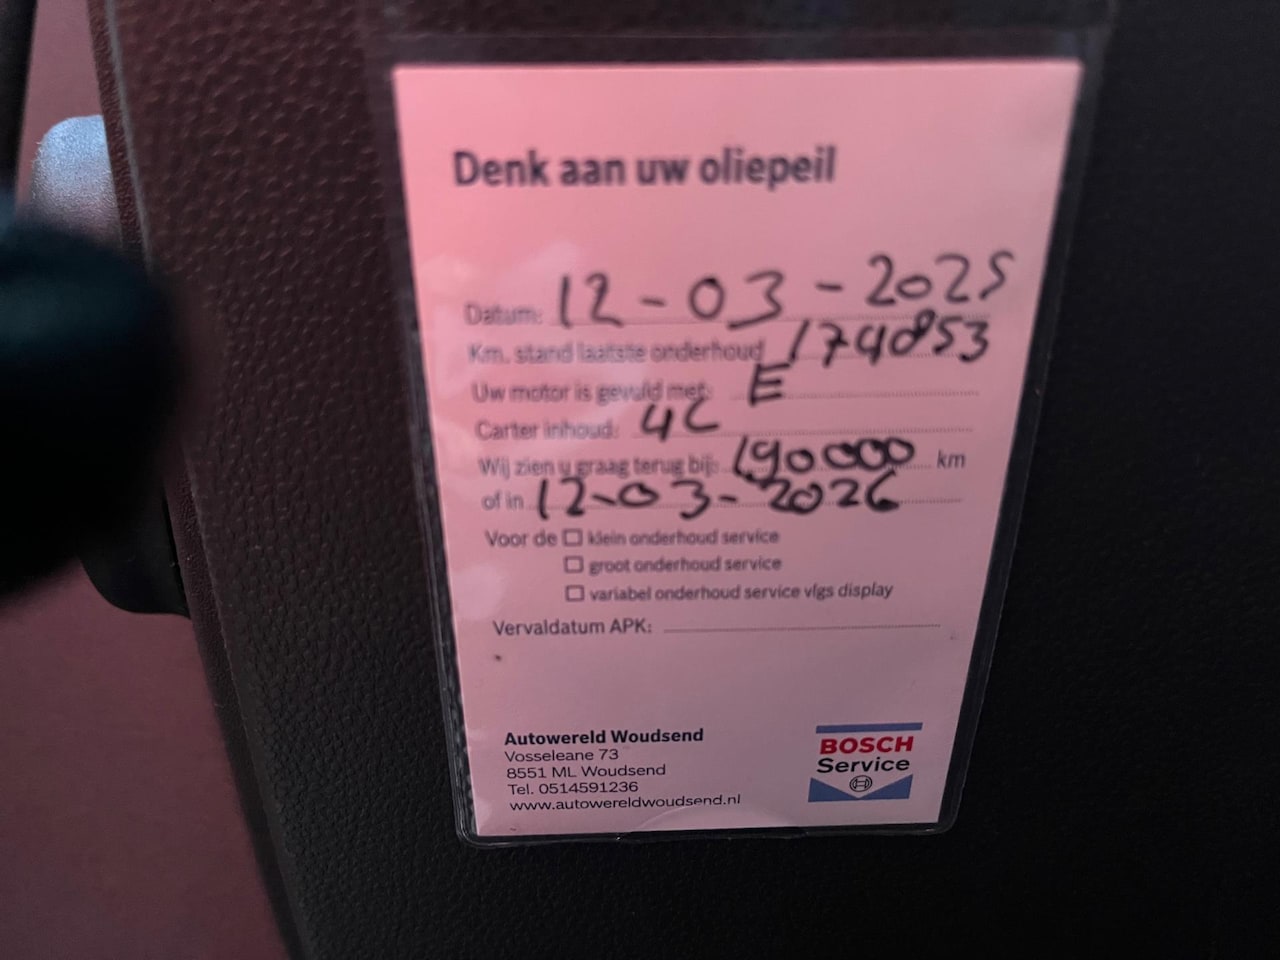 Denk aan uw oliepeil
Datum: 12-03-2025
Km. stand laatste onderhoud 174853
Uw motor is gevuld met: E
Carter inhoud: 4L
Wij zien u graag terug bij: 190000 km
of in 12-03-2026
Voor de ☐ klein onderhoud service
☐ groot onderhoud service
☐ variabel onderhoud service vlgs display
Vervaldatum APK:
Autowereld Woudsend
Vosseleane 73
8551 ML Woudsend
Tel. 0514591236
www.autowereldwoudsend.nl
BOSCH
Service